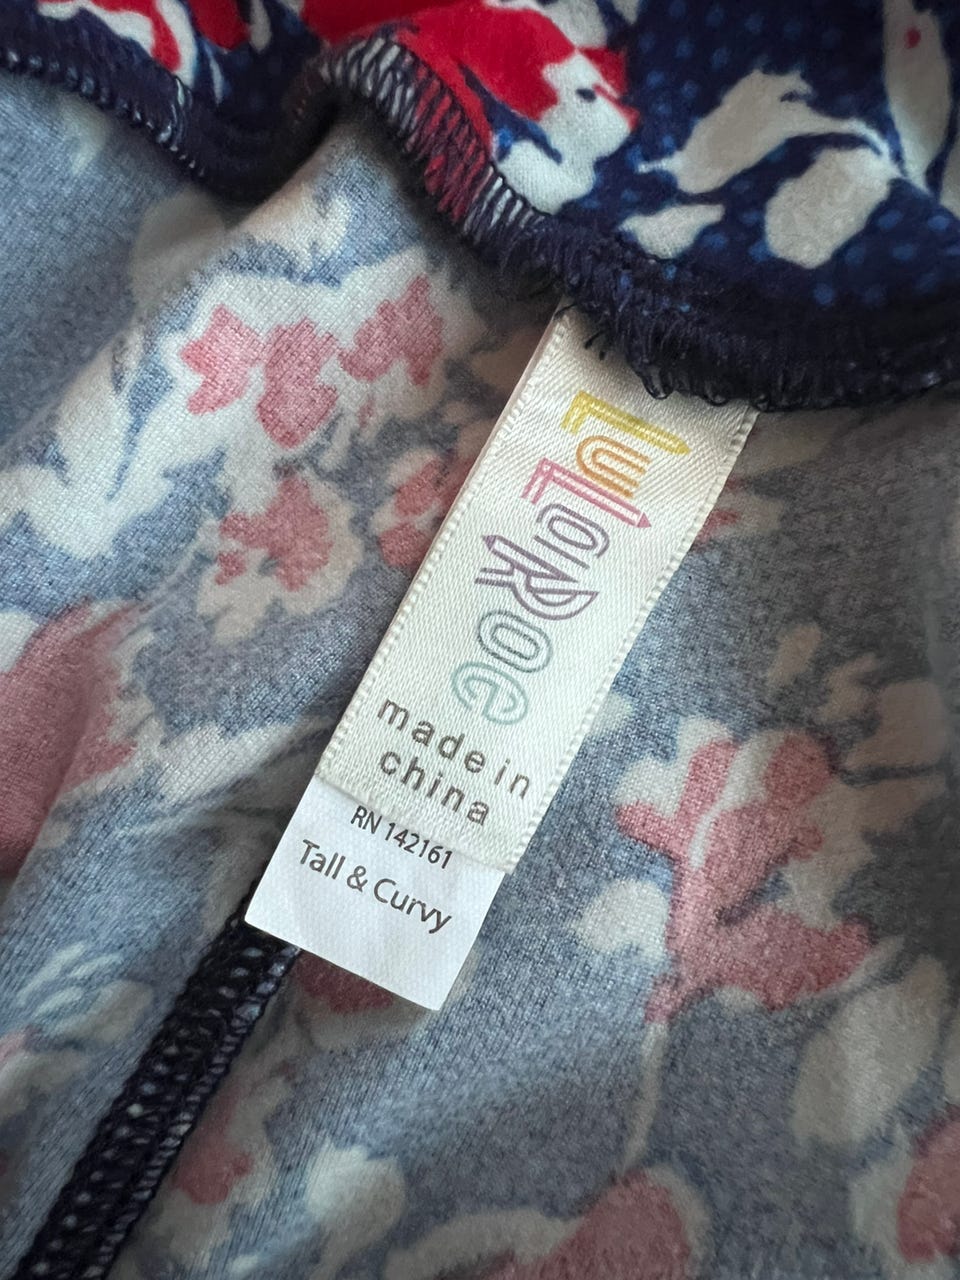 LuLaRoe
made in
china
RN 142161
Tall & Curvy